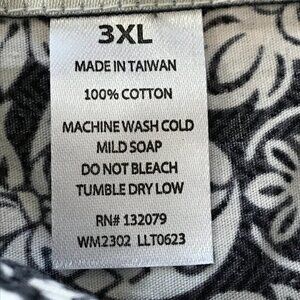 3XL
MADE IN TAIWAN
100% COTTON
MACHINE WASH COLD
MILD SOAP
DO NOT BLEACH
TUMBLE DRY LOW
RN# 132079
WM2302 LLT0623